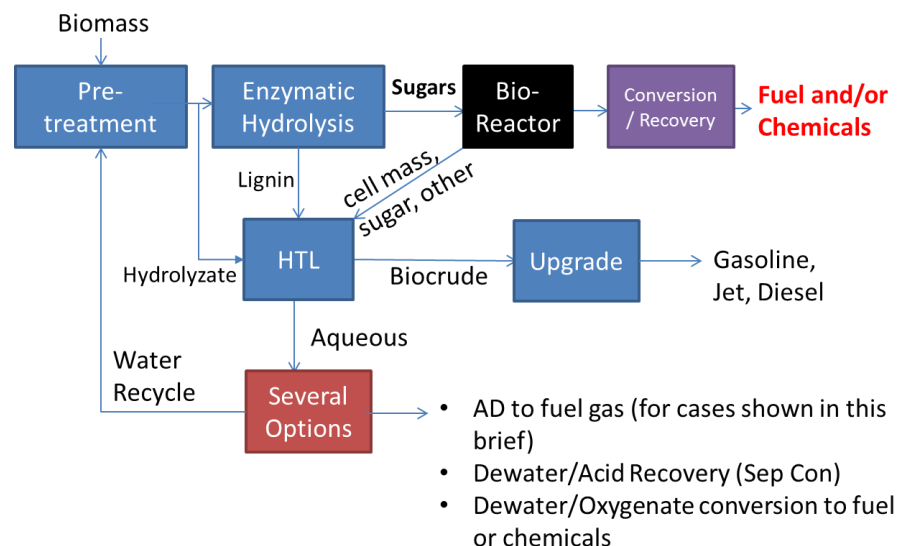 Biomass
Pre-
treatment
Enzymatic
Hydrolysis
Sugars
Bio-
Reactor
Conversion
/ Recovery
Fuel and/or
Chemicals
Lignin
cell mass,
sugar, other
Hydrolyzate
HTL
Biocrude
Upgrade
Gasoline,
Jet, Diesel
Aqueous
Water
Recycle
Several
Options
• AD to fuel gas (for cases shown in this
brief)
• Dewater/Acid Recovery (Sep Con)
• Dewater/Oxygenate conversion to fuel
or chemicals